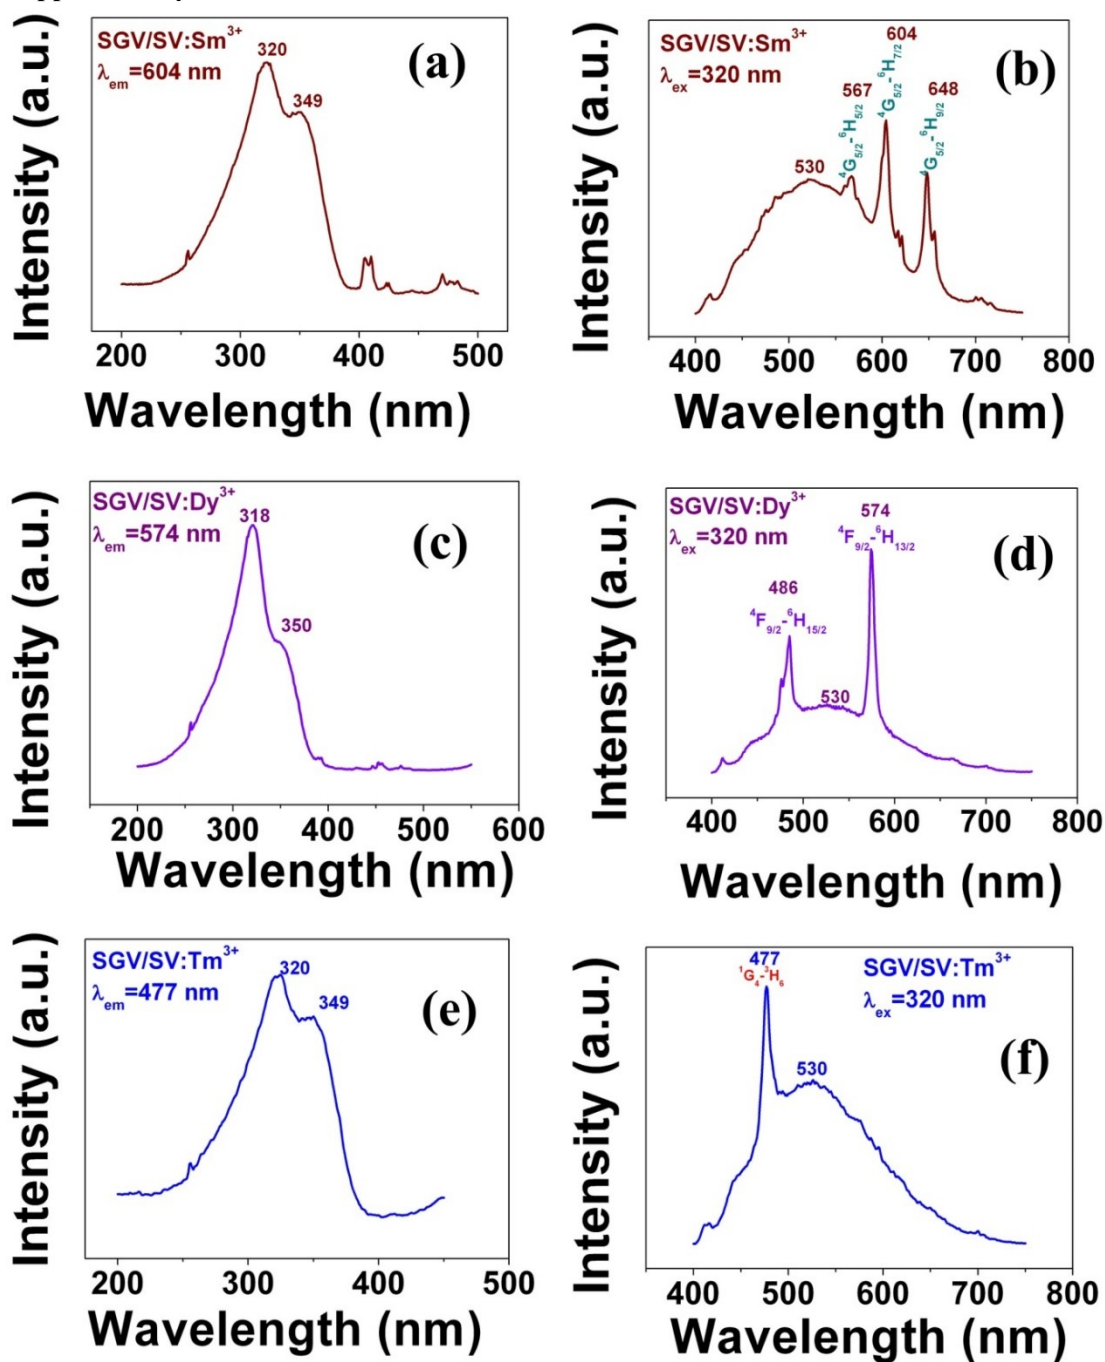 SGV/SV:Sm³⁺
λem=604 nm
320
349
(a)
Intensity (a.u.)
200 300 400 500
Wavelength (nm)
SGV/SV:Sm³⁺
λex=320 nm
530
567
⁴G5/2-⁶H5/2
604
⁴G5/2-⁶H7/2
648
⁴G5/2-⁶H9/2
(b)
Intensity (a.u.)
400 500 600 700 800
Wavelength (nm)
SGV/SV:Dy³⁺
λem=574 nm
318
350
(c)
Intensity (a.u.)
200 300 400 500 600
Wavelength (nm)
SGV/SV:Dy³⁺
λex=320 nm
486
⁴F9/2-⁶H15/2
530
574
⁴F9/2-⁶H13/2
(d)
Intensity (a.u.)
400 500 600 700 800
Wavelength (nm)
SGV/SV:Tm³⁺
λem=477 nm
320
349
(e)
Intensity (a.u.)
200 300 400 500
Wavelength (nm)
477
¹G4-³H6
530
SGV/SV:Tm³⁺
λex=320 nm
(f)
Intensity (a.u.)
400 500 600 700 800
Wavelength (nm)